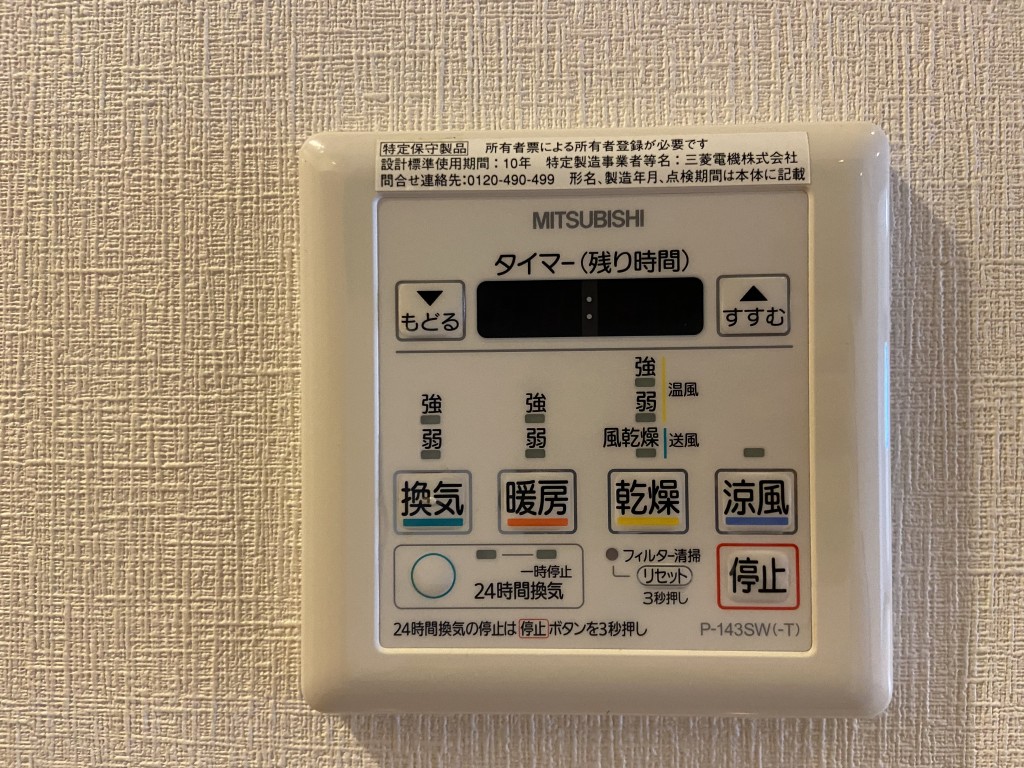 特定保守製品 所有者票による所有者登録が必要です
設計標準使用期間：10年 特定製造事業者等名：三菱電機株式会社
問合せ連絡先:0120-490-499 形名、製造年月、点検期間は本体に記載
MITSUBISHI
タイマー(残り時間)
▼
もどる
:
▲
すすむ
強
弱
換気
強
弱
暖房
強
弱
温風
風乾燥
送風
乾燥
涼風
一時停止
24時間換気
フィルター清掃
リセット
3秒押し
停止
24時間換気の停止は 停止 ボタンを3秒押し
P-143SW(-T)